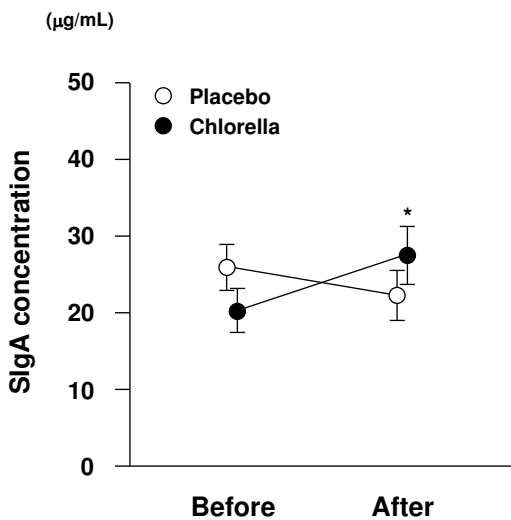 (μg/mL)
50
40
30
20
10
0
SIgA concentration
Placebo
Chlorella
*
Before After